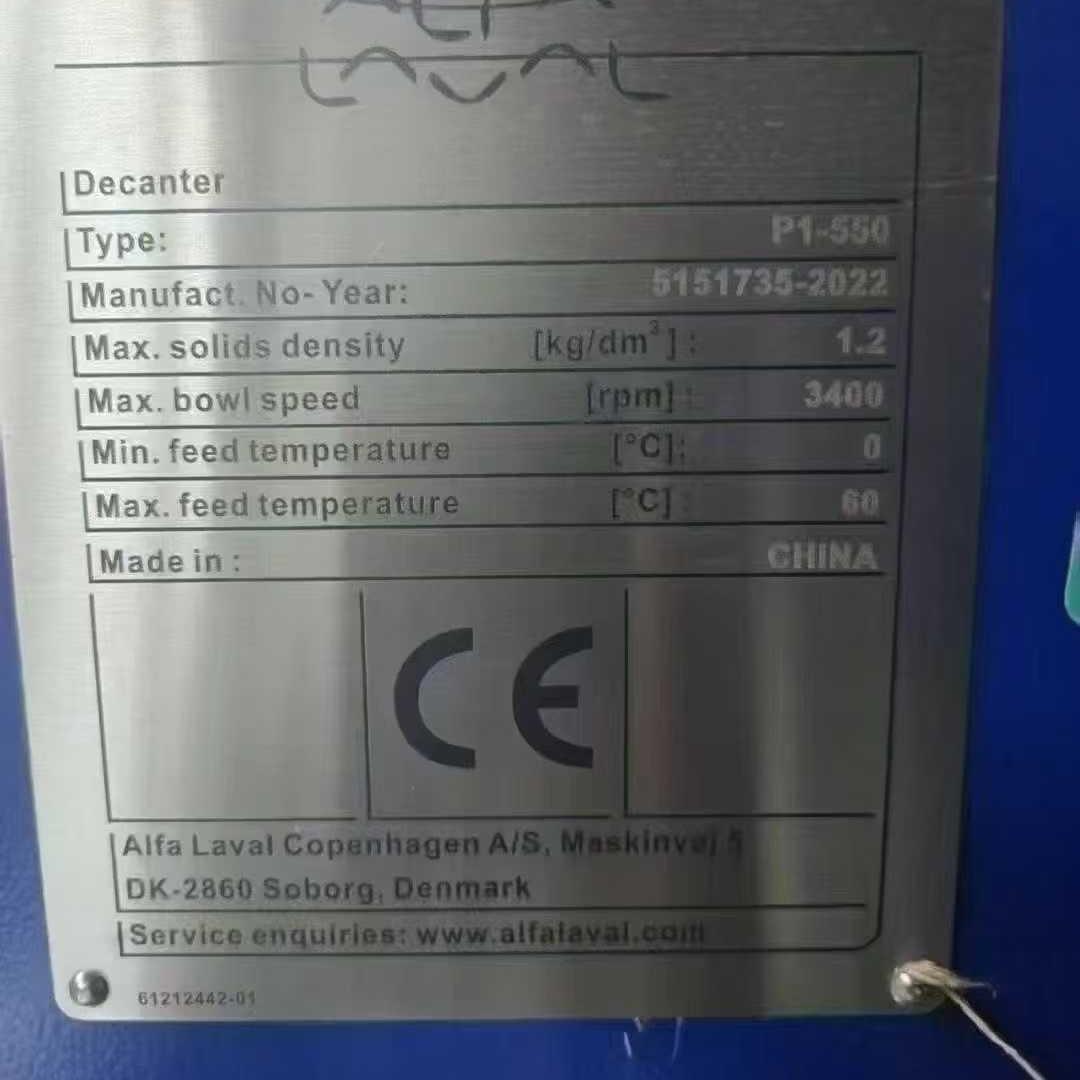 ALFA
LAVAL
Decanter
Type: P1-550
Manufact. No-Year: 5151735-2022
Max. solids density [kg/dm³] : 1.2
Max. bowl speed [rpm] : 3400
Min. feed temperature [°C]: 0
Max. feed temperature [°C] : 60
Made in : CHINA
CE
Alfa Laval Copenhagen A/S, Maskinvej 5
DK-2860 Soborg, Denmark
Service enquiries: www.alfalaval.com
61212442-01